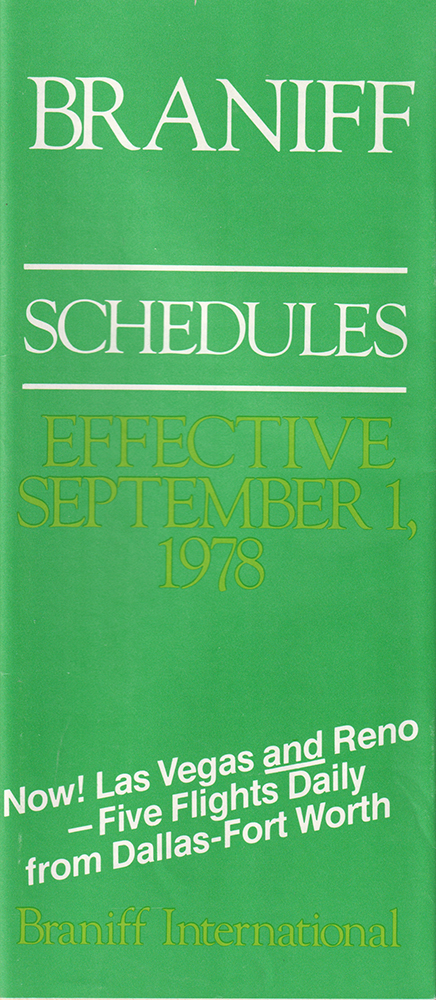 BRANIFF
SCHEDULES
EFFECTIVE
SEPTEMBER 1,
1978
Now! Las Vegas and Reno
—Five Flights Daily
from Dallas-Fort Worth
Braniff International